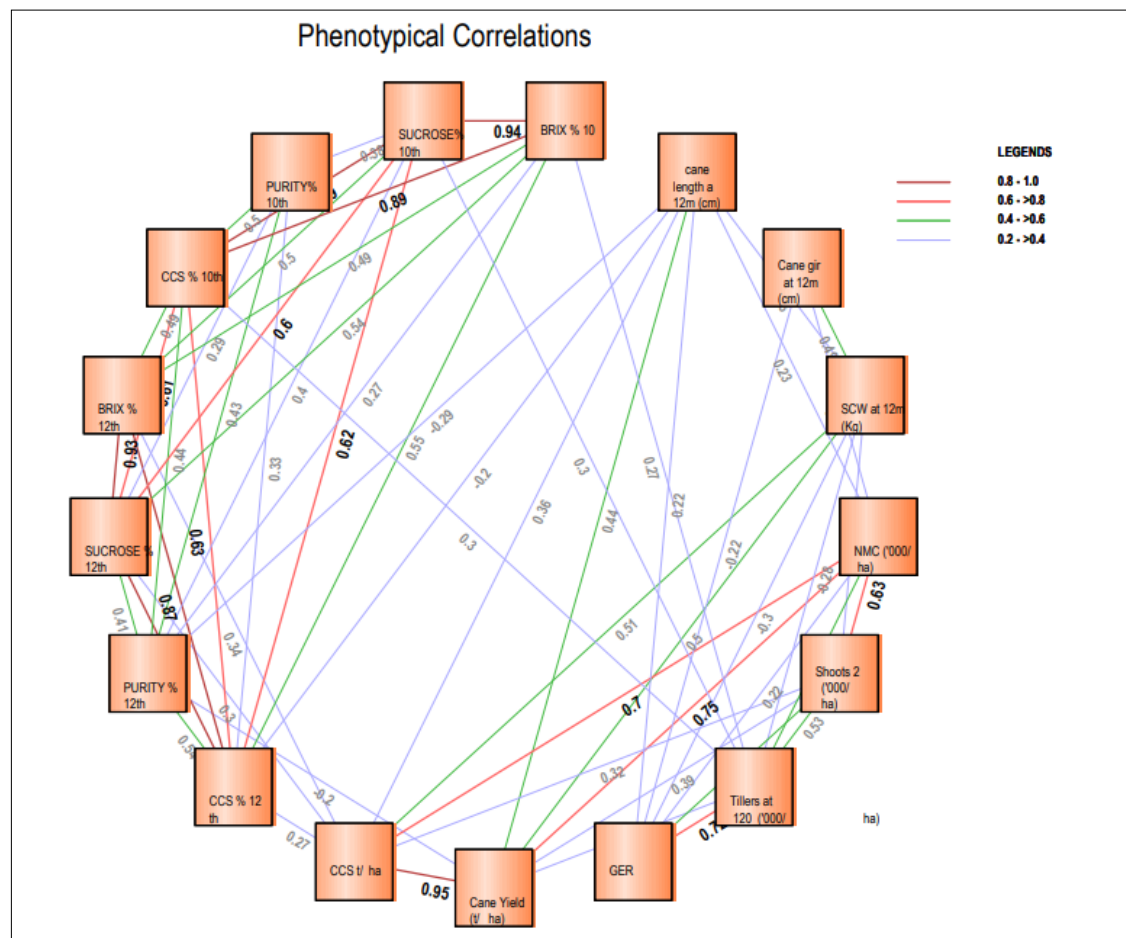 Phenotypical Correlations
SUCROSE%
10th
BRIX % 10
PURITY%
10th
cane
length a
12m (cm)
CCS % 10th
Cane gir
at 12m
(cm)
BRIX %
12th
SCW at 12m
(Kg)
SUCROSE %
12th
NMC ('000/
ha)
PURITY %
12th
Shoots 2
('000/
ha)
CCS % 12
th
Tillers at
120 ('000/
ha)
CCS t/ ha
Cane Yield
(t/ ha)
GER
LEGENDS
0.8 - 1.0
0.6 - >0.8
0.4 - >0.6
0.2 - >0.4
0.94
0.89
0.5
0.5
0.49
0.49
0.29
0.6
0.54
0.4
0.27
-0.29
0.23
0.93
0.43
0.44
0.33
0.62
0.55
-0.2
0.36
0.3
0.27
0.22
0.44
-0.22
0.63
0.3
0.63
0.87
0.41
0.34
0.51
0.5
-0.3
0.7
0.75
0.22
0.53
0.3
0.54
-0.2
0.27
0.32
0.39
0.95